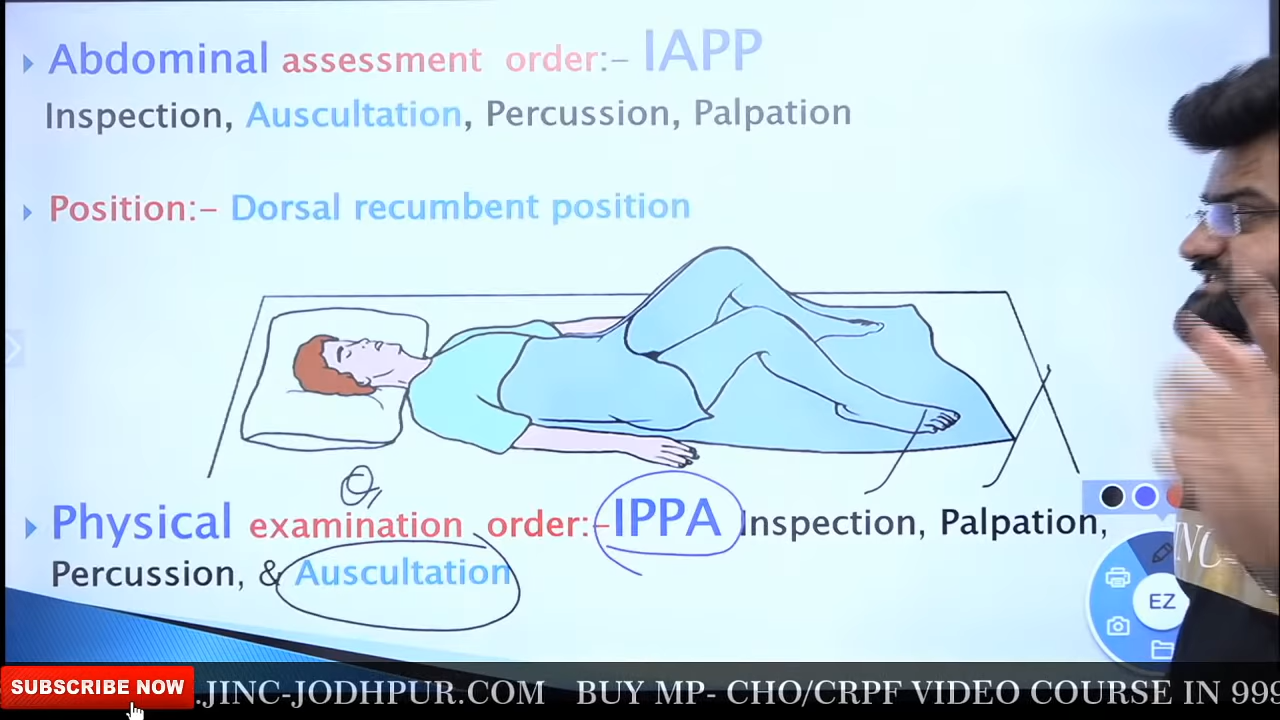 Abdominal assessment order:- IAPP
Inspection, Auscultation, Percussion, Palpation
Position:- Dorsal recumbent position
Physical examination order:-IPPA Inspection, Palpation,
Percussion, & Auscultation
EZ
SUBSCRIBE NOW .JINC-JODHPUR.COM BUY MP- CHO/CRPF VIDEO COURSE IN 999